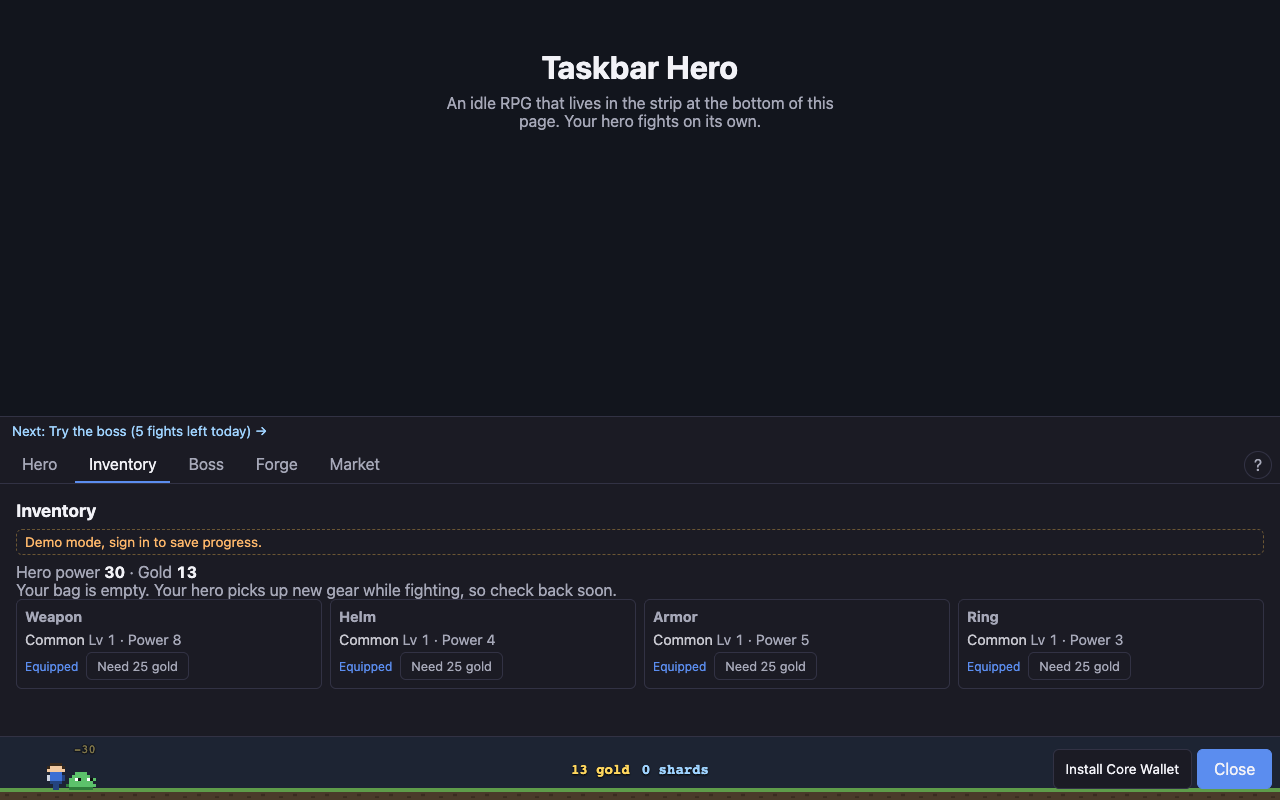 Taskbar Hero
An idle RPG that lives in the strip at the bottom of this
page. Your hero fights on its own.
Next: Try the boss (5 fights left today) →
Hero Inventory Boss Forge Market ?
Inventory
Demo mode, sign in to save progress.
Hero power 30 · Gold 13
Your bag is empty. Your hero picks up new gear while fighting, so check back soon.
Weapon
Common Lv 1 · Power 8
Equipped Need 25 gold
Helm
Common Lv 1 · Power 4
Equipped Need 25 gold
Armor
Common Lv 1 · Power 5
Equipped Need 25 gold
Ring
Common Lv 1 · Power 3
Equipped Need 25 gold
−30
13 gold 0 shards
Install Core Wallet
Close